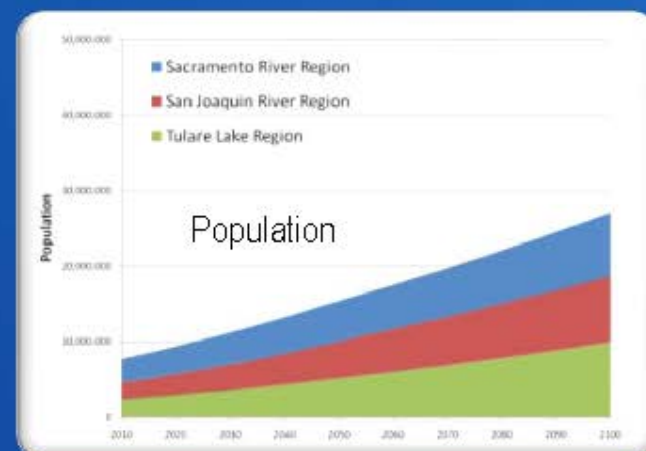 50,000,000
Sacramento River Region
San Joaquin River Region
40,000,000
Tulare Lake Region
30,000,000
Population
Population
20,000,000
10,000,000
0
2010 2020 2030 2040 2050 2060 2070 2080 2090 2100